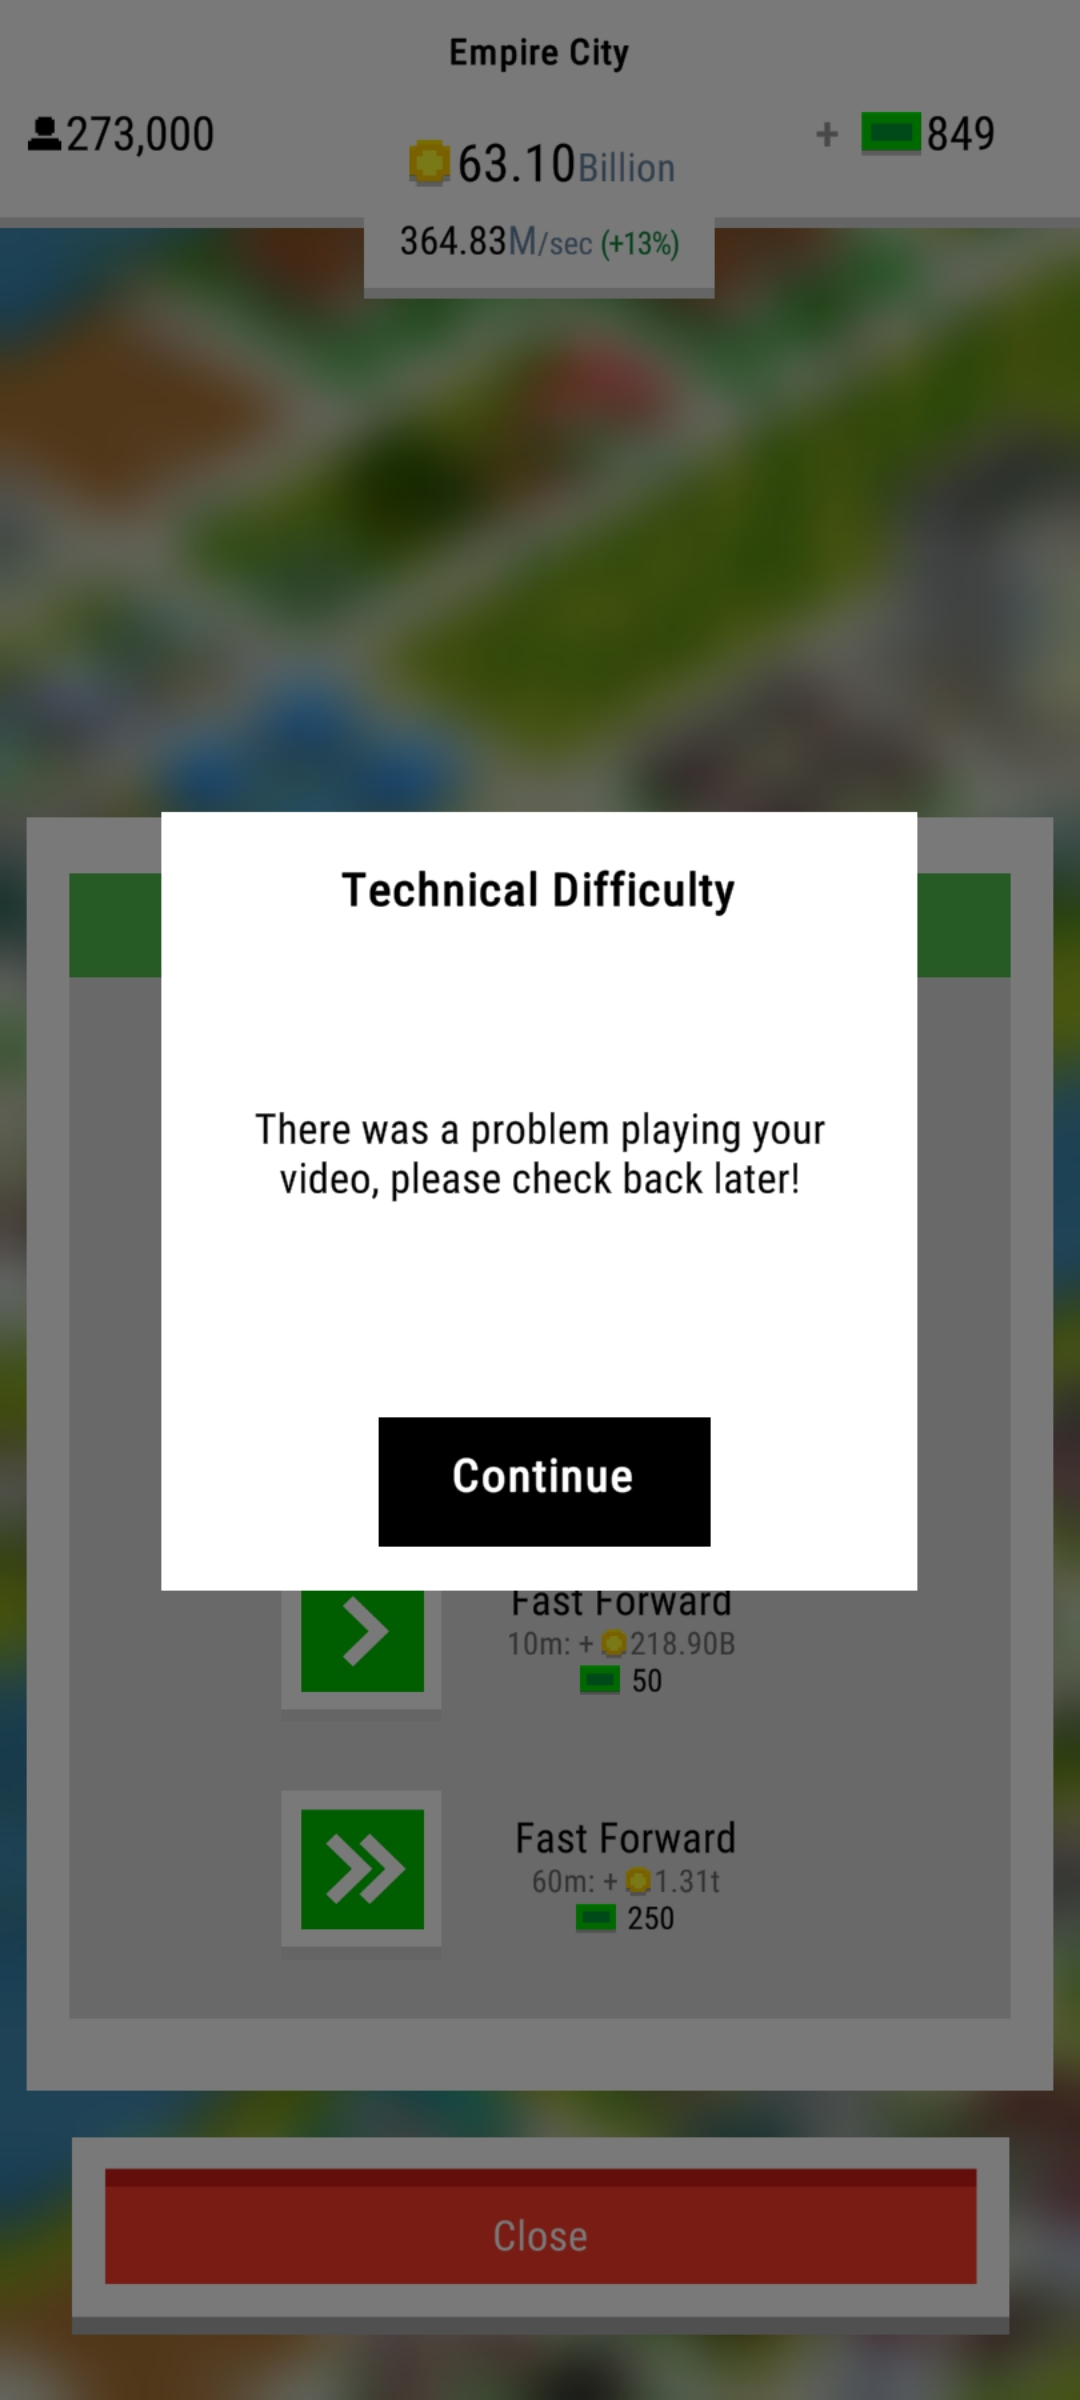 Empire City
273,000
63.10Billion
+ 849
364.83M/sec (+13%)
Technical Difficulty
There was a problem playing your
video, please check back later!
Continue
Fast Forward
10m: + 218.90B
50
Fast Forward
60m: + 1.31t
250
Close